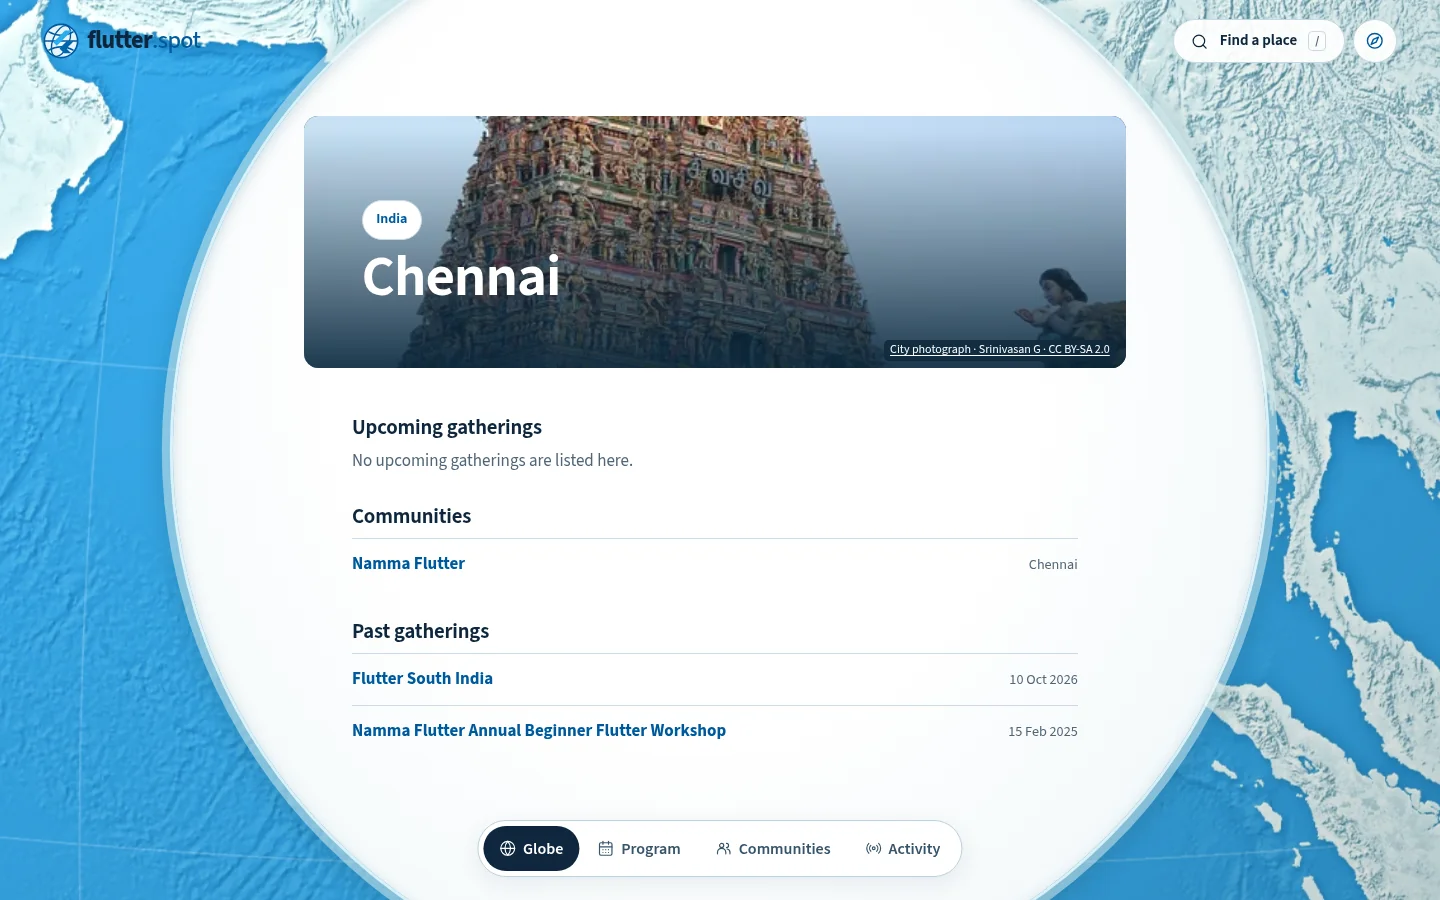 flutter.spot
Find a place /
சிவசிவ
India
Chennai
City photograph · Srinivasan G · CC BY-SA 2.0
Upcoming gatherings
No upcoming gatherings are listed here.
Communities
Namma Flutter Chennai
Past gatherings
Flutter South India 10 Oct 2026
Namma Flutter Annual Beginner Flutter Workshop 15 Feb 2025
Globe Program Communities Activity